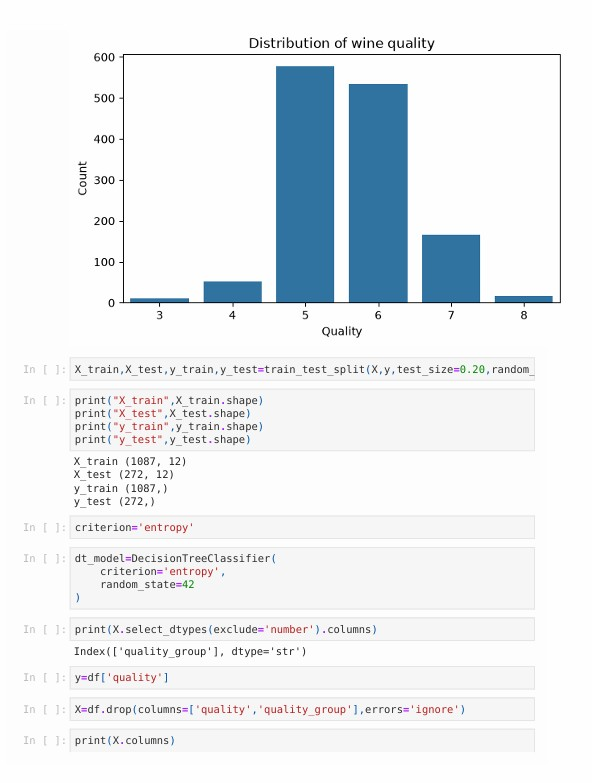 Distribution of wine quality
600
500
400
300
200
100
0
Count
3 4 5 6 7 8
Quality
In [ ]: X_train,X_test,y_train,y_test=train_test_split(X,y,test_size=0.20,random_
In [ ]: print("X_train",X_train.shape)
print("X_test",X_test.shape)
print("y_train",y_train.shape)
print("y_test",y_test.shape)
X_train (1087, 12)
X_test (272, 12)
y_train (1087,)
y_test (272,)
In [ ]: criterion='entropy'
In [ ]: dt_model=DecisionTreeClassifier(
    criterion='entropy',
    random_state=42
)
In [ ]: print(X.select_dtypes(exclude='number').columns)
Index(['quality_group'], dtype='str')
In [ ]: y=df['quality']
In [ ]: X=df.drop(columns=['quality','quality_group'],errors='ignore')
In [ ]: print(X.columns)